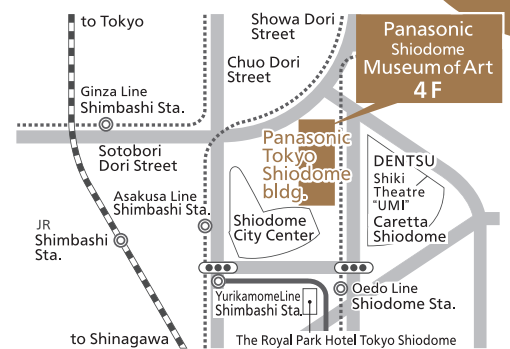 to Tokyo
Showa Dori
Street
Chuo Dori
Street
Panasonic
Shiodome
Museum of Art
4F
Ginza Line
Shimbashi Sta.
Sotobori
Dori Street
Panasonic
Tokyo
Shiodome
bldg.
DENTSU
Shiki
Theatre
"UMI"
Caretta
Shiodome
Asakusa Line
Shimbashi Sta.
Shiodome
City Center
JR
Shimbashi
Sta.
YurikamomeLine
Shimbashi Sta.
Oedo Line
Shiodome Sta.
to Shinagawa
The Royal Park Hotel Tokyo Shiodome